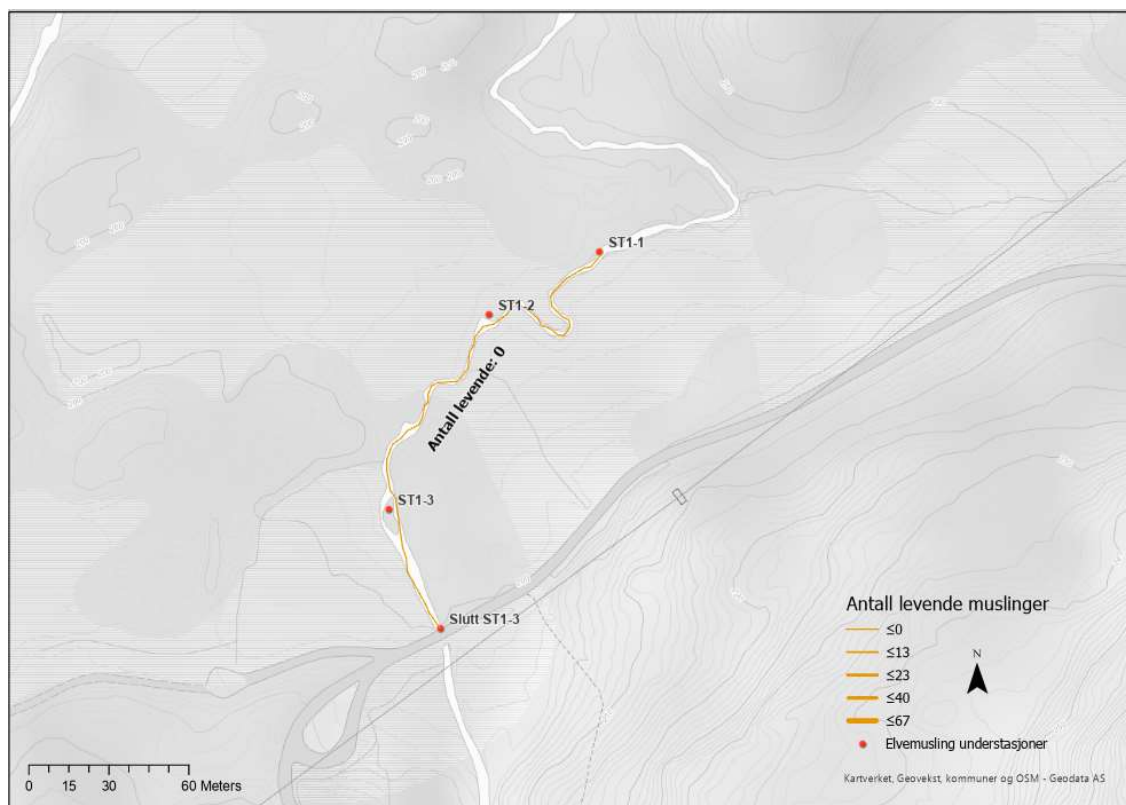 ST1-1
ST1-2
Antall levende: 0
ST1-3
Slutt ST1-3
Antall levende muslinger
≤0
≤13
≤23
≤40
≤67
Elvemusling understasjoner
N
0 15 30 60 Meters
Kartverket, Geovekst, kommuner og OSM - Geodata AS